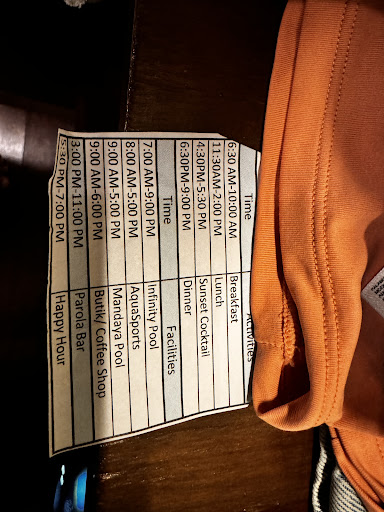 Time Activities
6:30 AM-10:00 AM Breakfast
11:30AM-2:00 PM Lunch
4:30PM-5:30 PM Sunset Cocktail
6:30PM-9:00 PM Dinner
Time Facilities
7:00 AM-9:00 PM Infinity Pool
8:00 AM-5:00 PM AquaSports
9:00 AM-5:00 PM Mandaya Pool
9:00 AM-6:00 PM Butik/ Coffee Shop
3:00 PM-11:00 PM Parola Bar
5:30 PM-7:00 PM Happy Hour